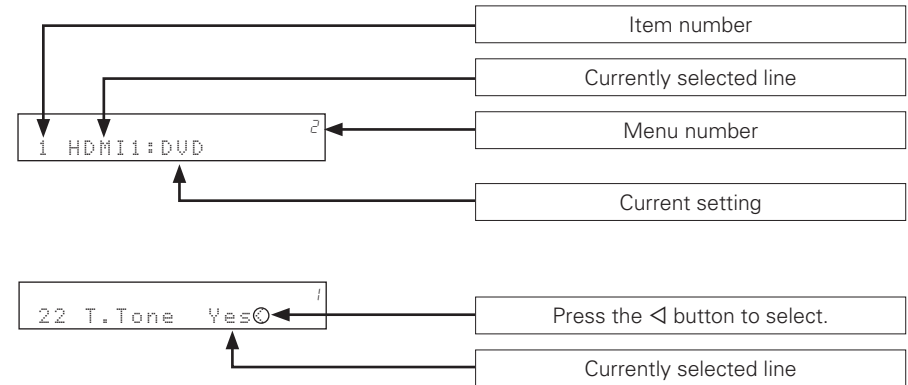 Item number
Currently selected line
2
Menu number
1 HDMI1:DVD
Current setting
1
22 T.Tone Yes
Press the ◁ button to select.
Currently selected line